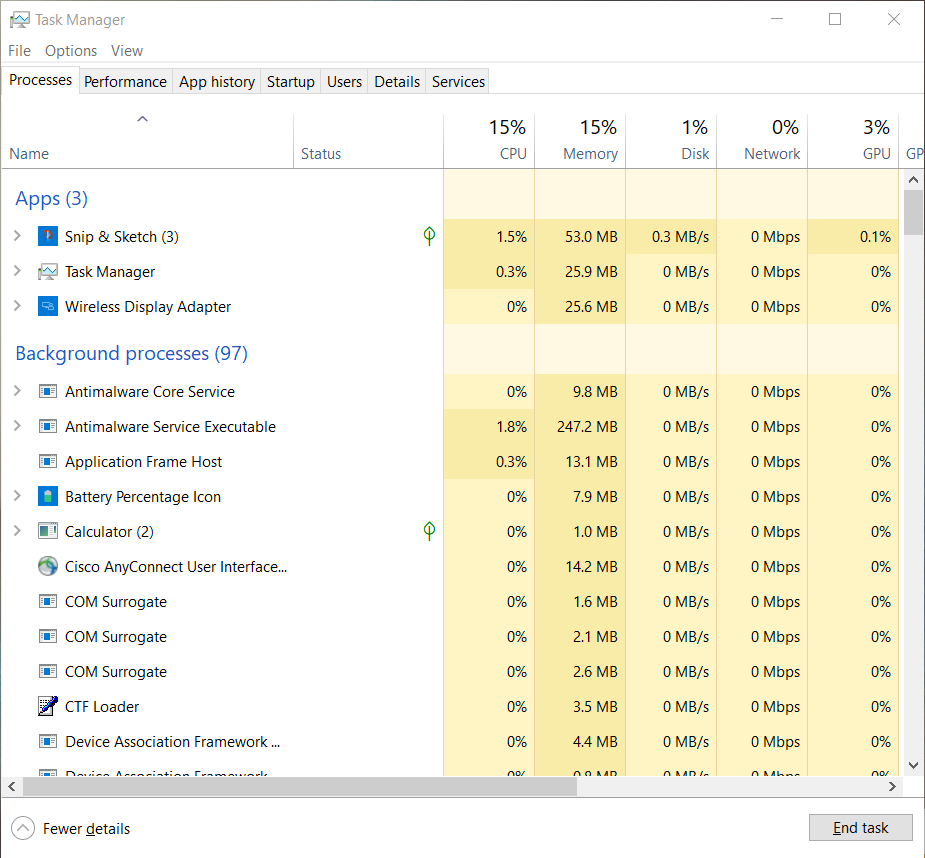 Task Manager
File Options View
Processes Performance App history Startup Users Details Services
15% 15% 1% 0% 3%
Name Status CPU Memory Disk Network GPU GP
Apps (3)
Snip & Sketch (3) 1.5% 53.0 MB 0.3 MB/s 0 Mbps 0.1%
Task Manager 0.3% 25.9 MB 0 MB/s 0 Mbps 0%
Wireless Display Adapter 0% 25.6 MB 0 MB/s 0 Mbps 0%
Background processes (97)
Antimalware Core Service 0% 9.8 MB 0 MB/s 0 Mbps 0%
Antimalware Service Executable 1.8% 247.2 MB 0 MB/s 0 Mbps 0%
Application Frame Host 0.3% 13.1 MB 0 MB/s 0 Mbps 0%
Battery Percentage Icon 0% 7.9 MB 0 MB/s 0 Mbps 0%
Calculator (2) 0% 1.0 MB 0 MB/s 0 Mbps 0%
Cisco AnyConnect User Interface... 0% 14.2 MB 0 MB/s 0 Mbps 0%
COM Surrogate 0% 1.6 MB 0 MB/s 0 Mbps 0%
COM Surrogate 0% 2.1 MB 0 MB/s 0 Mbps 0%
COM Surrogate 0% 2.6 MB 0 MB/s 0 Mbps 0%
CTF Loader 0% 3.5 MB 0 MB/s 0 Mbps 0%
Device Association Framework ... 0% 4.4 MB 0 MB/s 0 Mbps 0%
Device Association Framework 0% 0.8 MB 0 MB/s 0 Mbps 0%
Fewer details End task